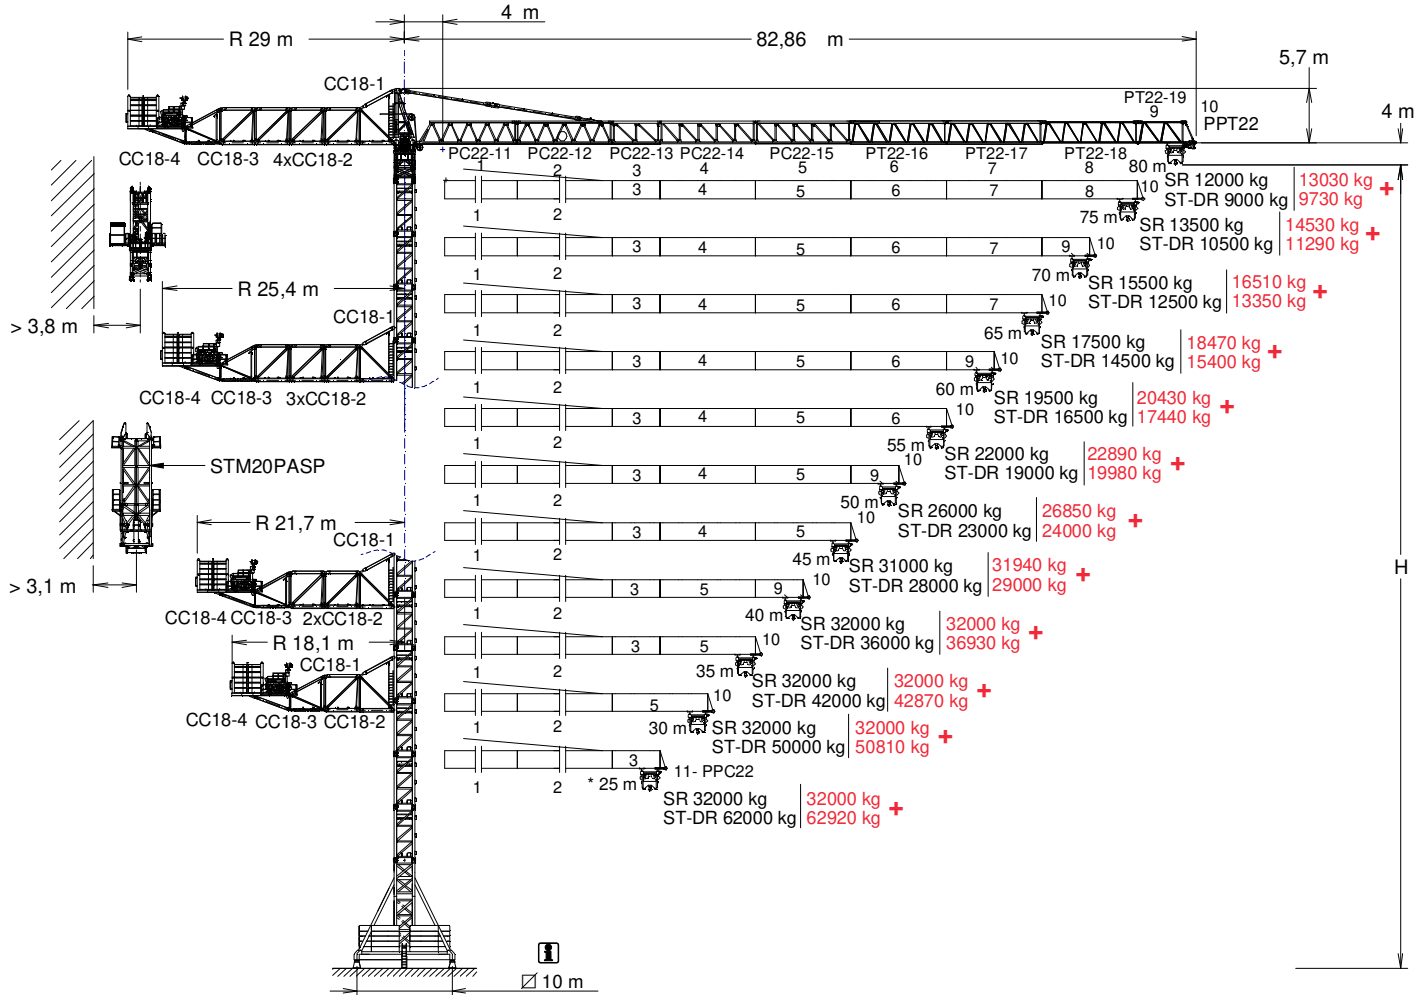 4 m
R 29 m
82,86 m
5,7 m
CC18-1
PT22-19
9
10
PPT22
4 m
CC18-4 CC18-3 4xCC18-2
PC22-11 PC22-12 PC22-13 PC22-14 PC22-15 PT22-16 PT22-17 PT22-18
1 2 3 4 5 6 7 8 80 m
SR 12000 kg 13030 kg +
ST-DR 9000 kg 9730 kg
3 4 5 6 7 8 10
1 2 75 m
SR 13500 kg 14530 kg +
ST-DR 10500 kg 11290 kg
3 4 5 6 7 9 10
1 2 70 m
SR 15500 kg 16510 kg +
ST-DR 12500 kg 13350 kg
R 25,4 m
> 3,8 m
CC18-1
3 4 5 6 7 10
1 2 65 m
SR 17500 kg 18470 kg +
ST-DR 14500 kg 15400 kg
CC18-4 CC18-3 3xCC18-2
3 4 5 6 9 10
1 2 60 m
SR 19500 kg 20430 kg +
ST-DR 16500 kg 17440 kg
3 4 5 6 10
1 2 55 m
SR 22000 kg 22890 kg +
ST-DR 19000 kg 19980 kg
STM20PASP
3 4 5 9 10
1 2 50 m
SR 26000 kg 26850 kg +
ST-DR 23000 kg 24000 kg
R 21,7 m
CC18-1
3 4 5 10
1 2 45 m
SR 31000 kg 31940 kg +
ST-DR 28000 kg 29000 kg
H
> 3,1 m
CC18-4 CC18-3 2xCC18-2
3 5 9 10
1 2 40 m
SR 32000 kg 32000 kg +
ST-DR 36000 kg 36930 kg
R 18,1 m
CC18-1
3 5 10
1 2 35 m
SR 32000 kg 32000 kg +
ST-DR 42000 kg 42870 kg
CC18-4 CC18-3 CC18-2
5 10
1 2 30 m
SR 32000 kg 32000 kg +
ST-DR 50000 kg 50810 kg
3 11- PPC22
1 2 * 25 m
SR 32000 kg 32000 kg +
ST-DR 62000 kg 62920 kg
i
10 m